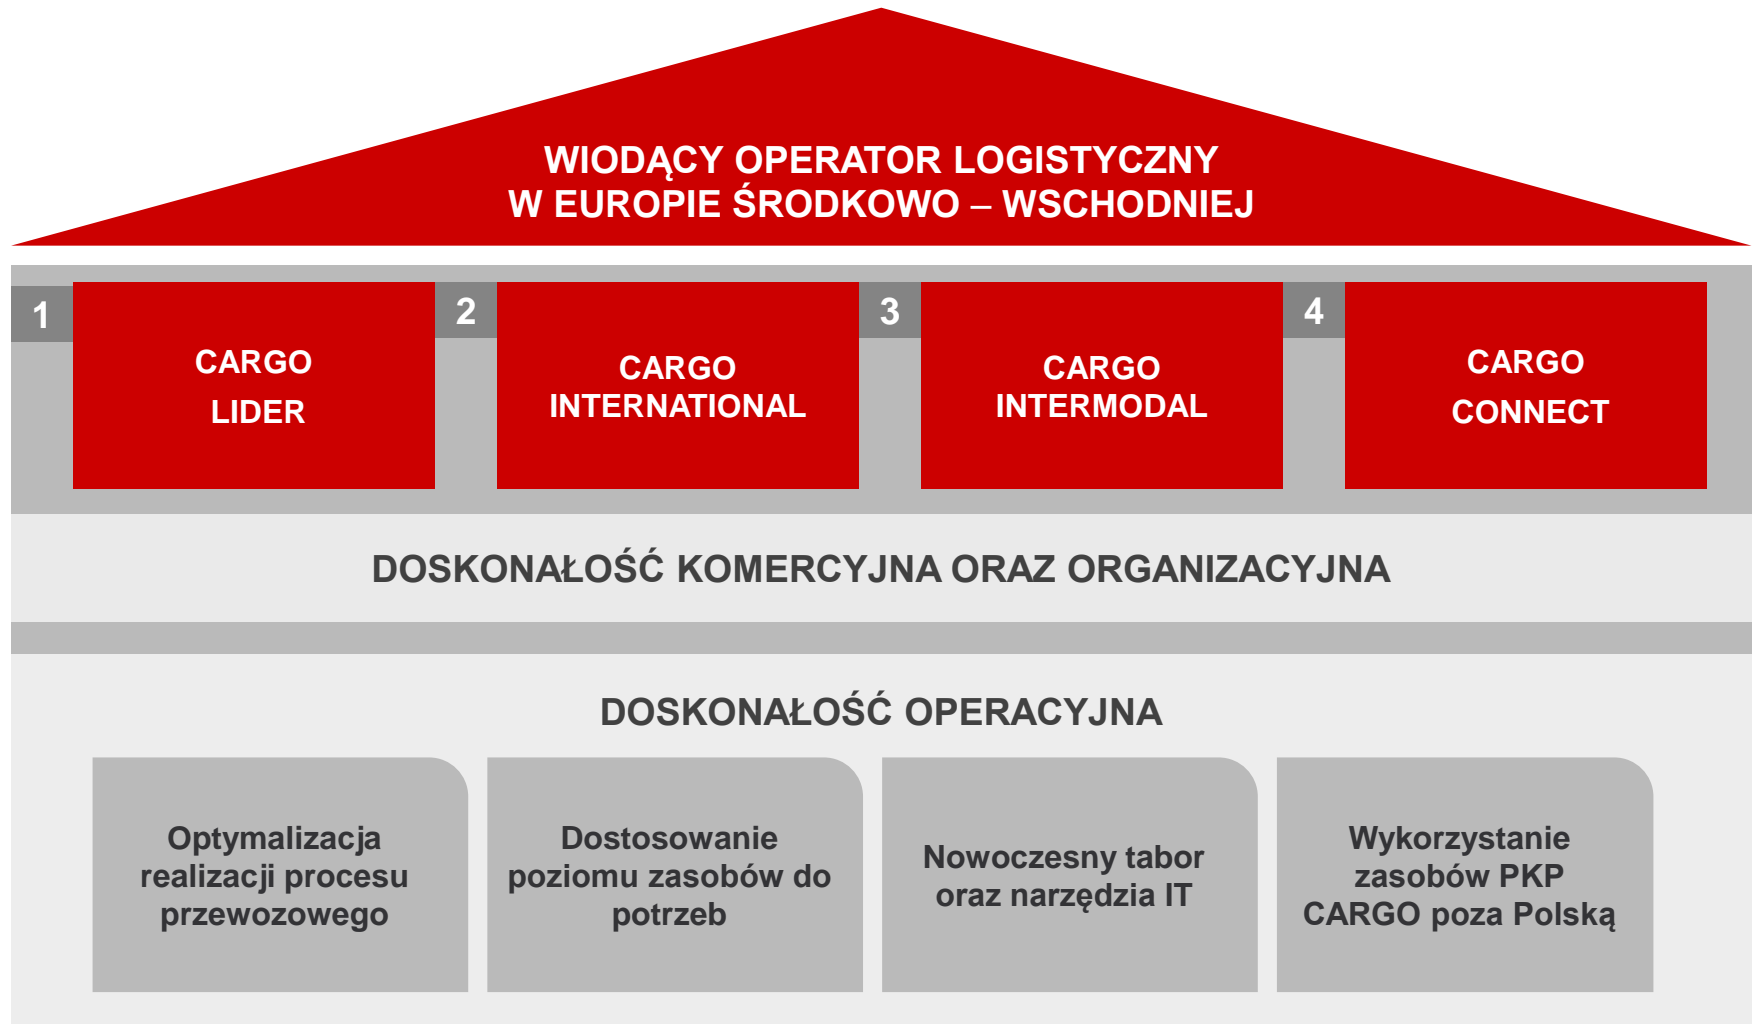 WIODĄCY OPERATOR LOGISTYCZNY
W EUROPIE ŚRODKOWO – WSCHODNIEJ
1
CARGO
LIDER
2
CARGO
INTERNATIONAL
3
CARGO
INTERMODAL
4
CARGO
CONNECT
DOSKONAŁOŚĆ KOMERCYJNA ORAZ ORGANIZACYJNA
DOSKONAŁOŚĆ OPERACYJNA
Optymalizacja
realizacji procesu
przewozowego
Dostosowanie
poziomu zasobów do
potrzeb
Nowoczesny tabor
oraz narzędzia IT
Wykorzystanie
zasobów PKP
CARGO poza Polską